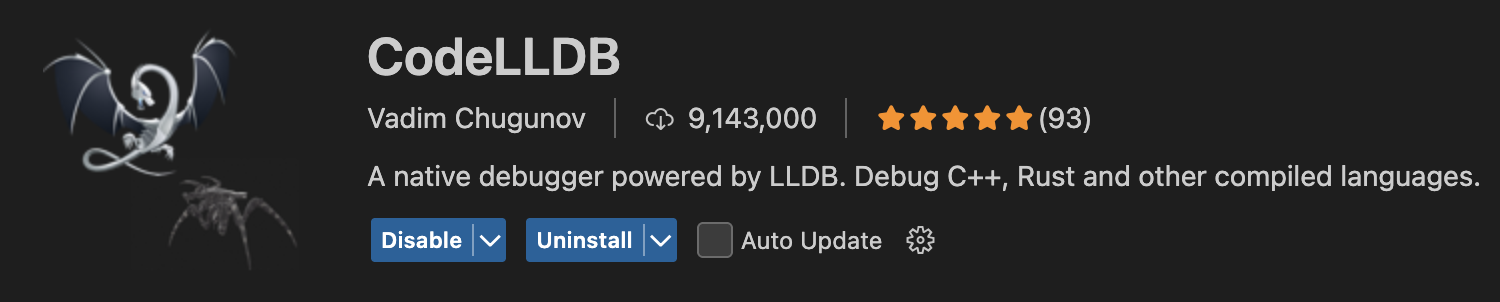 CodeLLDB
Vadim Chugunov 9,143,000 (93)
A native debugger powered by LLDB. Debug C++, Rust and other compiled languages.
Disable Uninstall Auto Update